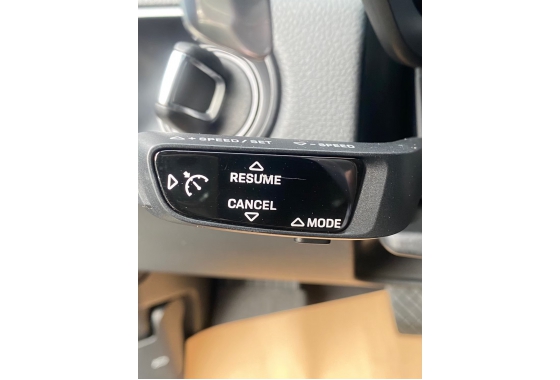 + SPEED / SET - SPEED
RESUME
CANCEL
MODE